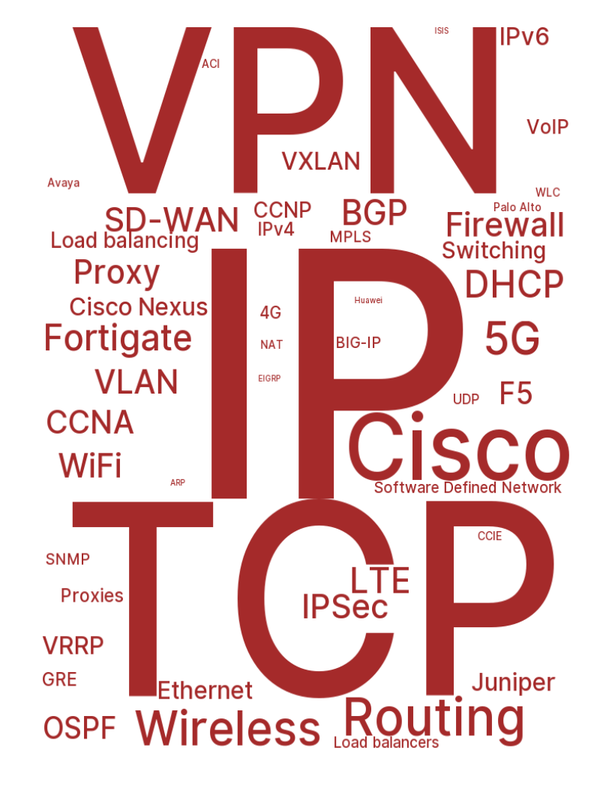 VPN
ISIS
IPv6
ACI
VoIP
VXLAN
Avaya
WLC
SD-WAN
CCNP
BGP
Palo Alto
Firewall
IPv4
MPLS
Load balancing
Switching
IP
Proxy
DHCP
Cisco Nexus
Huawei
4G
Fortigate
NAT
BIG-IP
5G
VLAN
EIGRP
UDP
F5
CCNA
Cisco
WiFi
ARP
Software Defined Network
TCP
CCIE
SNMP
LTE
Proxies
IPSec
VRRP
GRE
Ethernet
Juniper
OSPF
Wireless
Routing
Load balancers